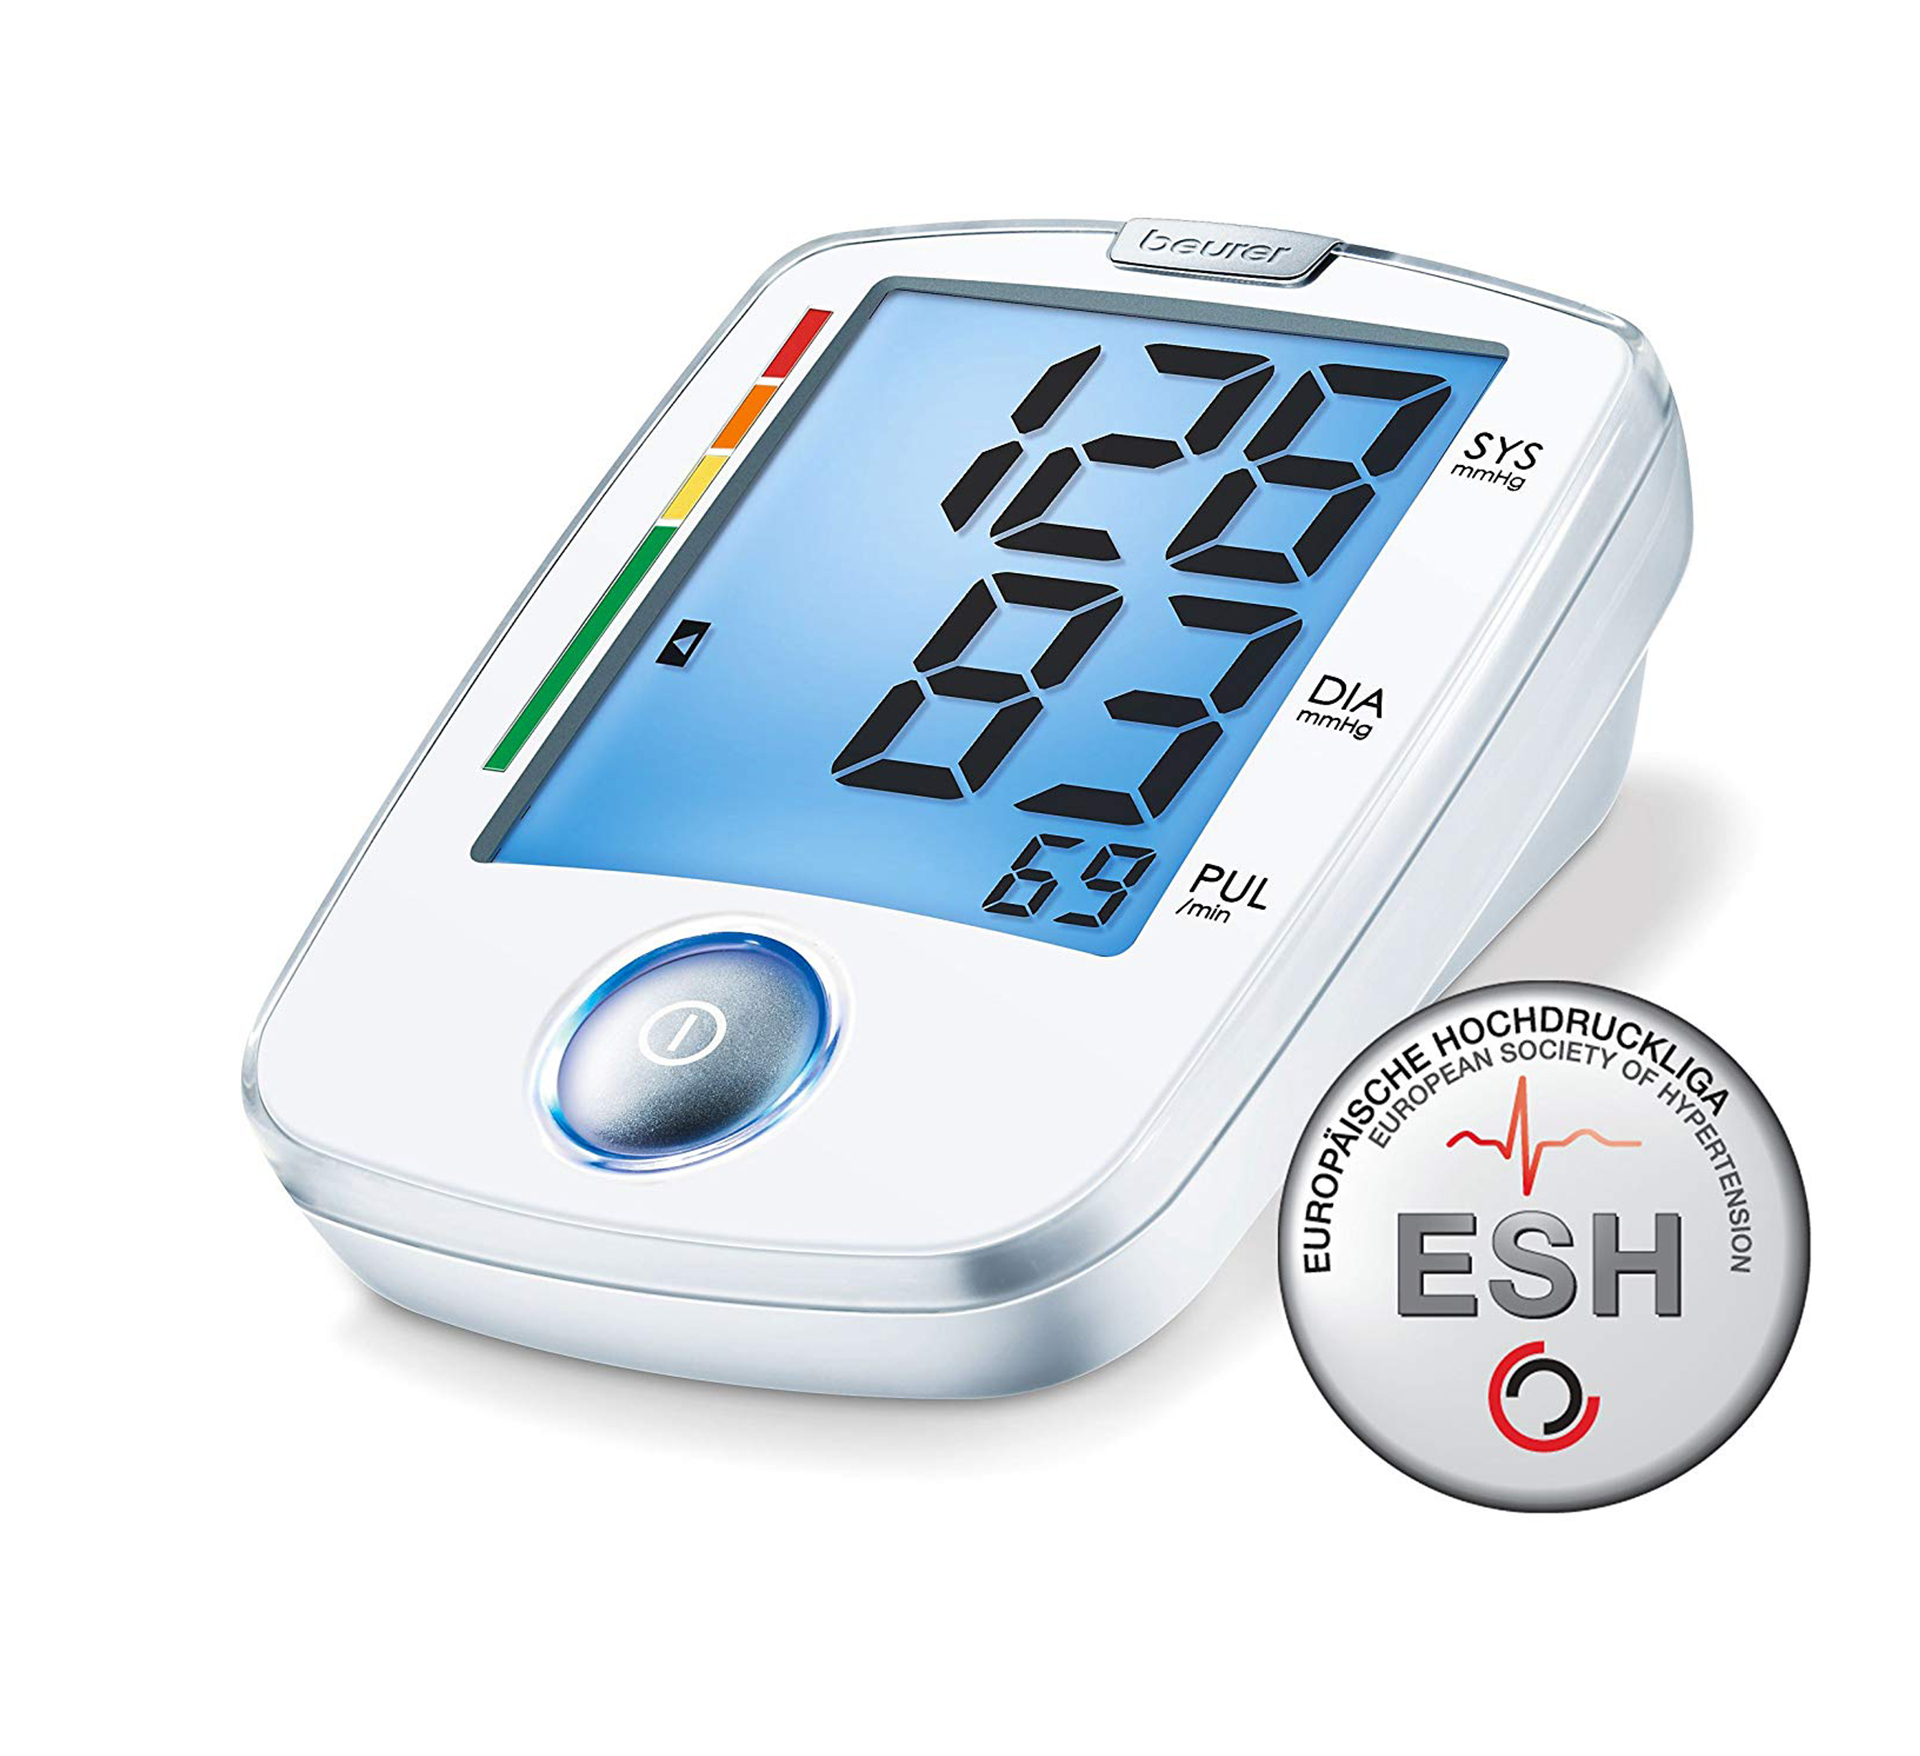 beurer
128
SYS
mmHg
83
DIA
mmHg
69
PUL
/min
EUROPÄISCHE HOCHDRUCKLIGA
EUROPEAN SOCIETY OF HYPERTENSION
ESH